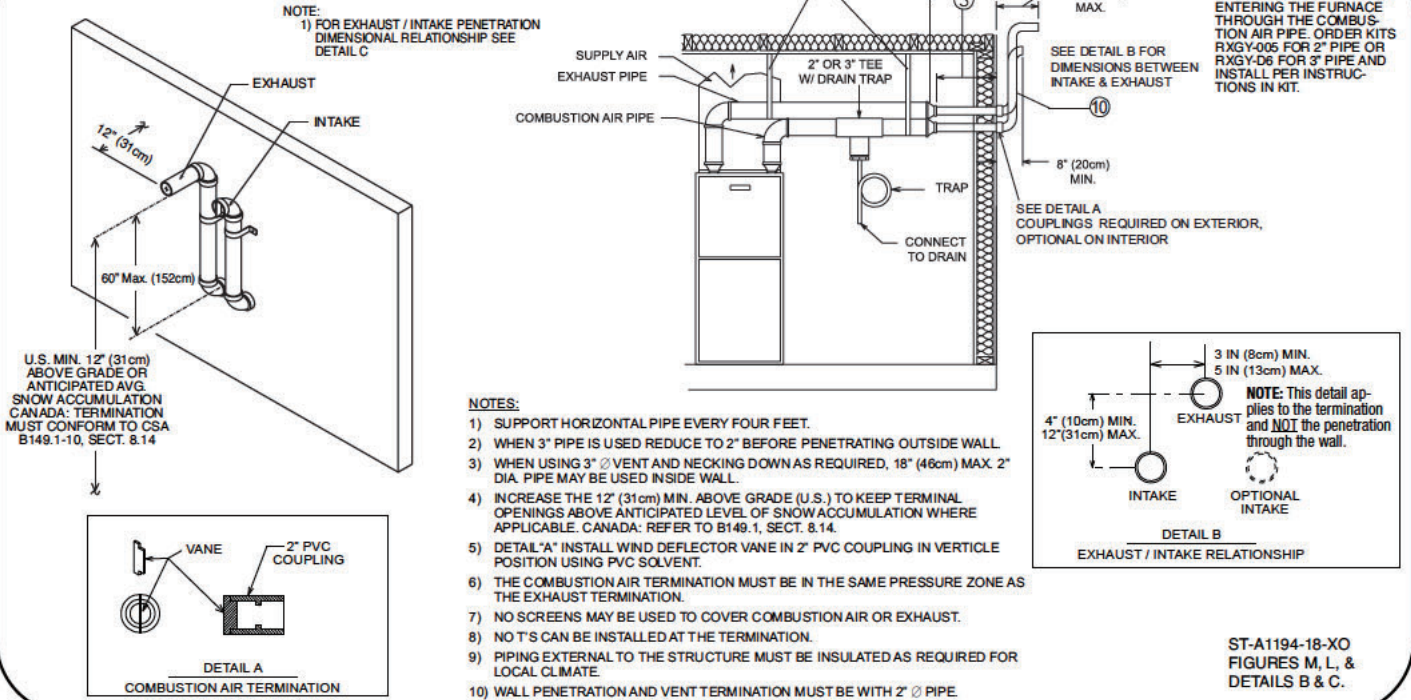 NOTE:
1) FOR EXHAUST / INTAKE PENETRATION
DIMENSIONAL RELATIONSHIP SEE
DETAIL C
EXHAUST
INTAKE
12" (31cm)
60" Max. (152cm)
U.S. MIN. 12" (31cm)
ABOVE GRADE OR
ANTICIPATED AVG.
SNOW ACCUMULATION
CANADA: TERMINATION
MUST CONFORM TO CSA
B149.1-10, SECT. 8.14
SUPPLY AIR
EXHAUST PIPE
COMBUSTION AIR PIPE
2" OR 3" TEE
W/ DRAIN TRAP
TRAP
CONNECT
TO DRAIN
3
MAX.
SEE DETAIL B FOR
DIMENSIONS BETWEEN
INTAKE & EXHAUST
10
8" (20cm)
MIN.
SEE DETAIL A
COUPLINGS REQUIRED ON EXTERIOR,
OPTIONAL ON INTERIOR
ENTERING THE FURNACE
THROUGH THE COMBUS-
TION AIR PIPE. ORDER KITS
RXGY-005 FOR 2" PIPE OR
RXGY-D6 FOR 3" PIPE AND
INSTALL PER INSTRUC-
TIONS IN KIT.
VANE
2" PVC
COUPLING
DETAIL A
COMBUSTION AIR TERMINATION
NOTES:
1) SUPPORT HORIZONTAL PIPE EVERY FOUR FEET.
2) WHEN 3" PIPE IS USED REDUCE TO 2" BEFORE PENETRATING OUTSIDE WALL.
3) WHEN USING 3" ∅ VENT AND NECKING DOWN AS REQUIRED, 18" (46cm) MAX. 2"
DIA. PIPE MAY BE USED INSIDE WALL.
4) INCREASE THE 12" (31cm) MIN. ABOVE GRADE (U.S.) TO KEEP TERMINAL
OPENINGS ABOVE ANTICIPATED LEVEL OF SNOW ACCUMULATION WHERE
APPLICABLE. CANADA: REFER TO B149.1, SECT. 8.14.
5) DETAIL "A" INSTALL WIND DEFLECTOR VANE IN 2" PVC COUPLING IN VERTICLE
POSITION USING PVC SOLVENT.
6) THE COMBUSTION AIR TERMINATION MUST BE IN THE SAME PRESSURE ZONE AS
THE EXHAUST TERMINATION.
7) NO SCREENS MAY BE USED TO COVER COMBUSTION AIR OR EXHAUST.
8) NO T'S CAN BE INSTALLED AT THE TERMINATION.
9) PIPING EXTERNAL TO THE STRUCTURE MUST BE INSULATED AS REQUIRED FOR
LOCAL CLIMATE.
10) WALL PENETRATION AND VENT TERMINATION MUST BE WITH 2" ∅ PIPE.
3 IN (8cm) MIN.
5 IN (13cm) MAX.
4" (10cm) MIN.
12"(31cm) MAX.
EXHAUST
NOTE: This detail ap-
plies to the termination
and NOT the penetration
through the wall.
INTAKE
OPTIONAL
INTAKE
DETAIL B
EXHAUST / INTAKE RELATIONSHIP
ST-A1194-18-XO
FIGURES M, L, &
DETAILS B & C.